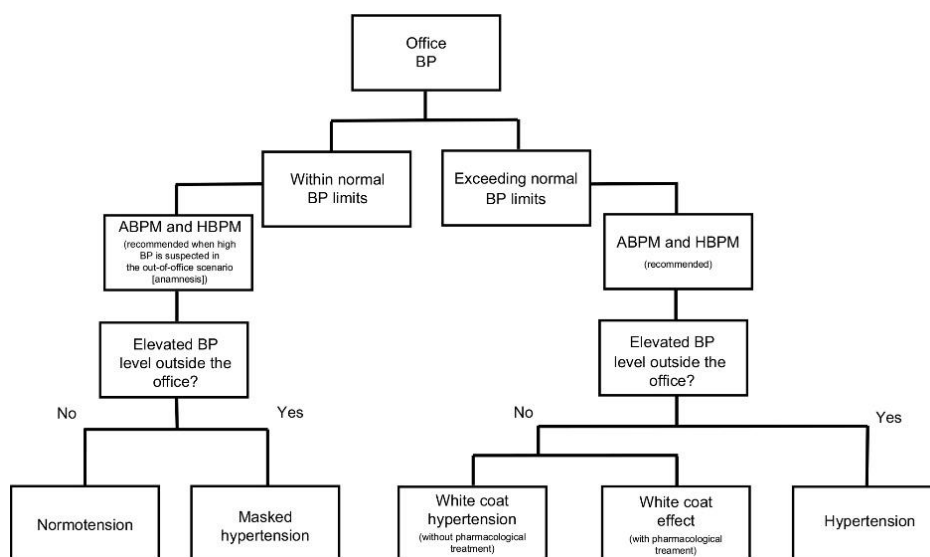 Office
BP
Within normal
BP limits
Exceeding normal
BP limits
ABPM and HBPM
(recommended when high
BP is suspected in
the out-of-office scenario
[anamnesis])
ABPM and HBPM
(recommended)
Elevated BP
level outside the
office?
Elevated BP
level outside the
office?
No
Yes
No
Yes
Normotension
Masked
hypertension
White coat
hypertension
(without pharmacological
treatment)
White coat
effect
(with pharmacological
treament)
Hypertension